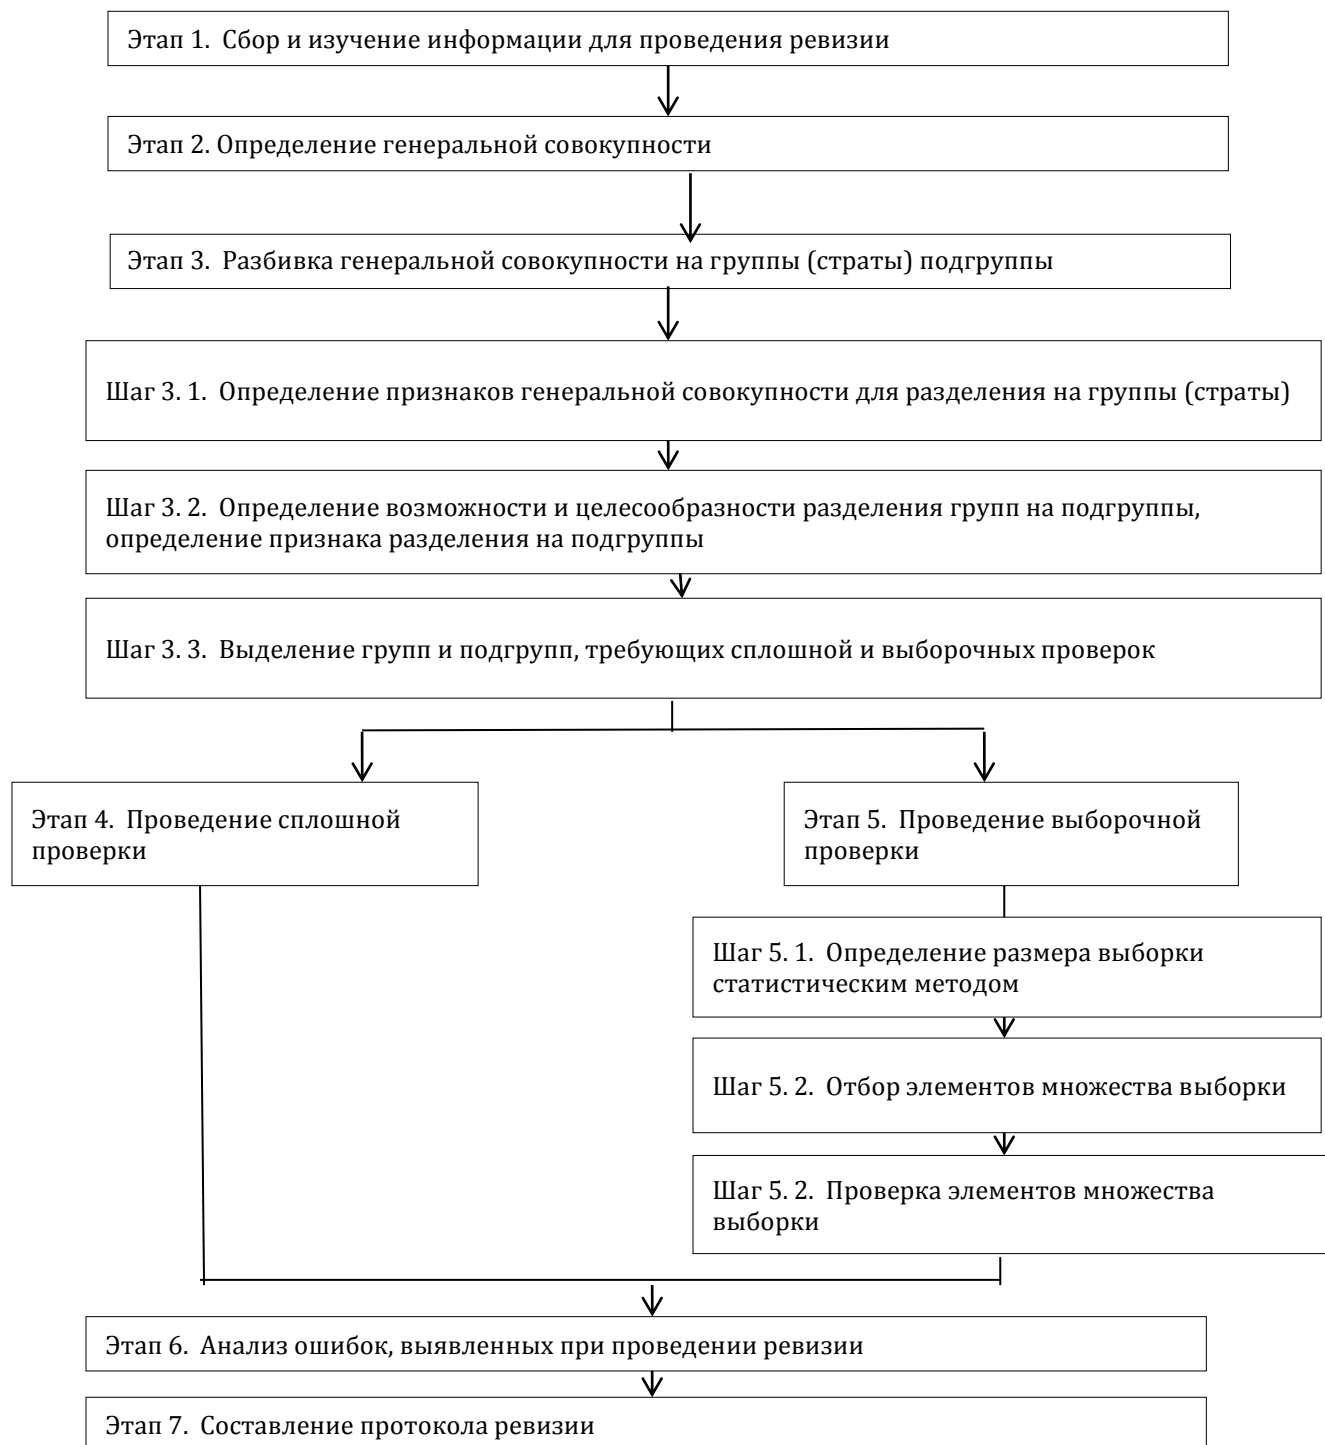 Этап 1. Сбор и изучение информации для проведения ревизии
Этап 2. Определение генеральной совокупности
Этап 3. Разбивка генеральной совокупности на группы (страты) подгруппы
Шаг 3. 1. Определение признаков генеральной совокупности для разделения на группы (страты)
Шаг 3. 2. Определение возможности и целесообразности разделения групп на подгруппы,
определение признака разделения на подгруппы
Шаг 3. 3. Выделение групп и подгрупп, требующих сплошной и выборочных проверок
Этап 4. Проведение сплошной
проверки
Этап 5. Проведение выборочной
проверки
Шаг 5. 1. Определение размера выборки
статистическим методом
Шаг 5. 2. Отбор элементов множества выборки
Шаг 5. 2. Проверка элементов множества
выборки
Этап 6. Анализ ошибок, выявленных при проведении ревизии
Этап 7. Составление протокола ревизии